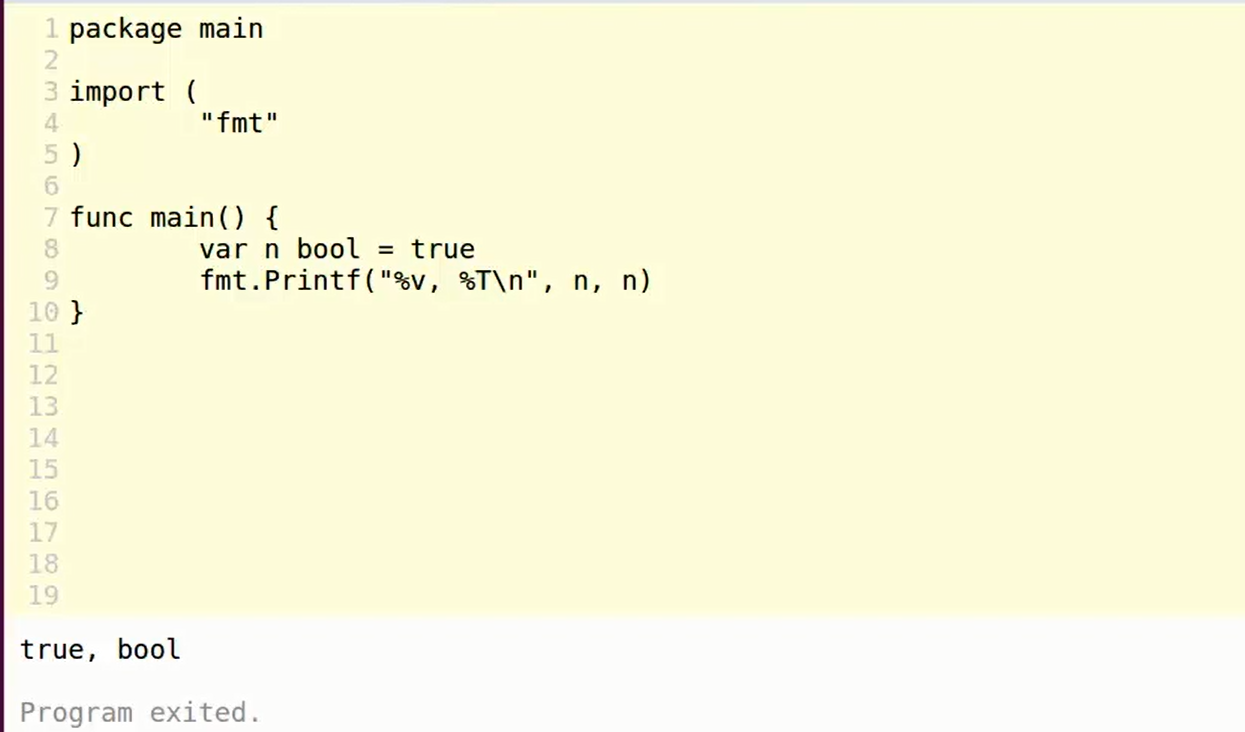 1 package main
2
3 import (
4         "fmt"
5 )
6
7 func main() {
8         var n bool = true
9         fmt.Printf("%v, %T\n", n, n)
10 }
11
12
13
14
15
16
17
18
19
true, bool
Program exited.